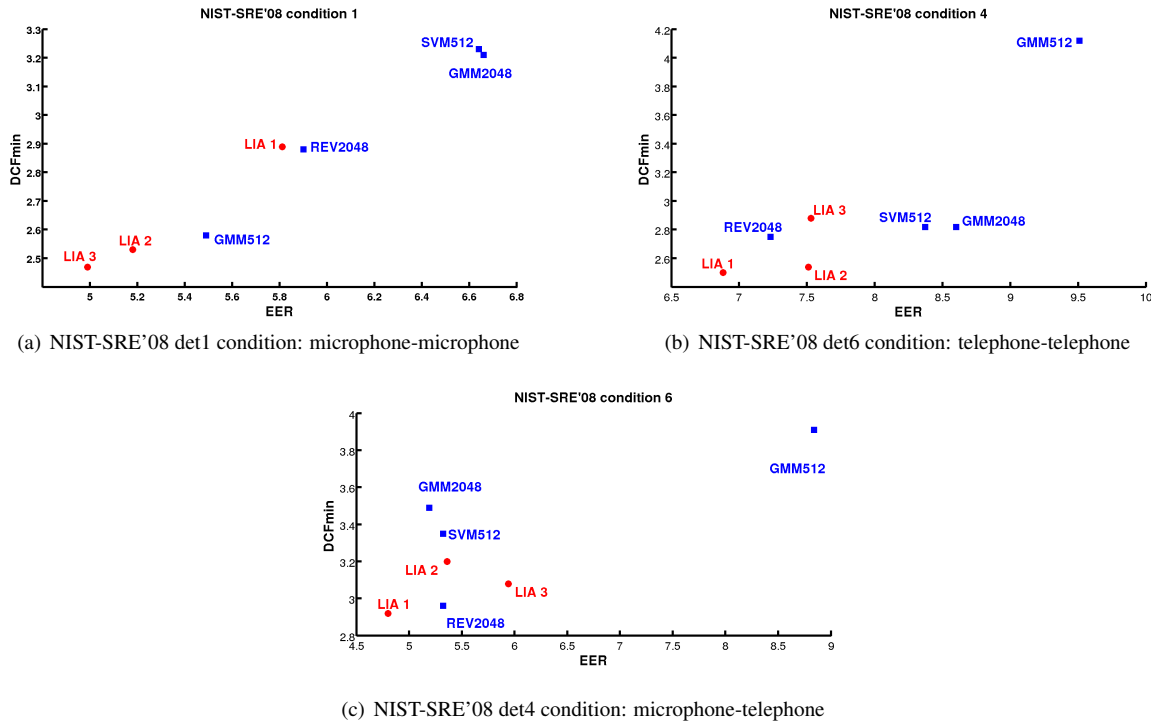 NIST-SRE'08 condition 1
3.3
3.2
3.1
3
2.9
2.8
2.7
2.6
2.5
DCFmin
SVM512
GMM2048
LIA 1
REV2048
GMM512
LIA 2
LIA 3
5 5.2 5.4 5.6 5.8 6 6.2 6.4 6.6 6.8
EER
(a) NIST-SRE'08 det1 condition: microphone-microphone
NIST-SRE'08 condition 4
4.2
4
3.8
3.6
3.4
3.2
3
2.8
2.6
DCFmin
GMM512
LIA 3
REV2048
SVM512
GMM2048
LIA 1
LIA 2
6.5 7 7.5 8 8.5 9 9.5 10
EER
(b) NIST-SRE'08 det6 condition: telephone-telephone
NIST-SRE'08 condition 6
4
3.8
3.6
3.4
3.2
3
2.8
DCFmin
GMM512
GMM2048
SVM512
LIA 2
LIA 3
LIA 1
REV2048
4.5 5 5.5 6 6.5 7 7.5 8 8.5 9
EER
(c) NIST-SRE'08 det4 condition: microphone-telephone